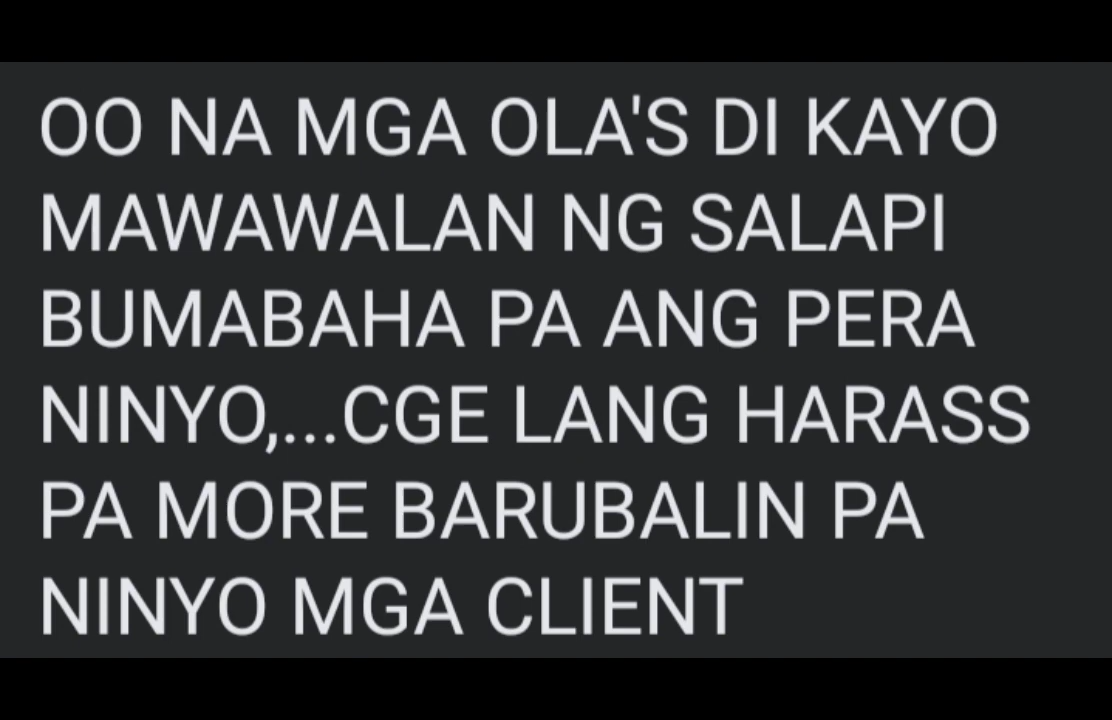 OO NA MGA OLA'S DI KAYO
MAWAWALAN NG SALAPI
BUMABAHA PA ANG PERA
NINYO,...CGE LANG HARASS
PA MORE BARUBALIN PA
NINYO MGA CLIENT